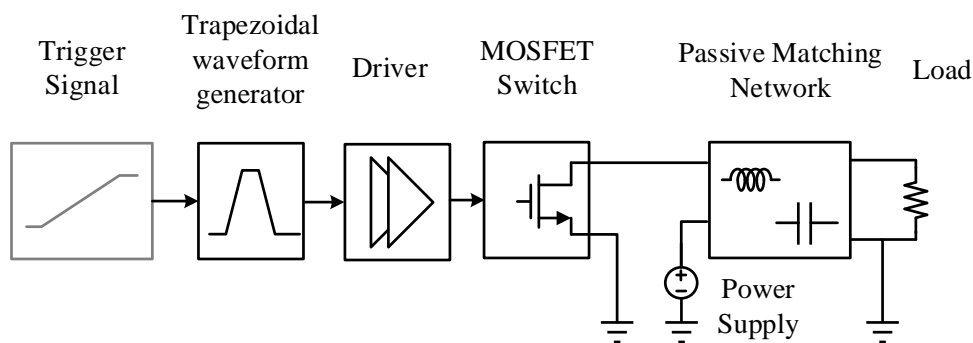 Trigger
Signal
Trapezoidal
waveform
generator
Driver
MOSFET
Switch
Passive Matching
Network
Load
Power
Supply